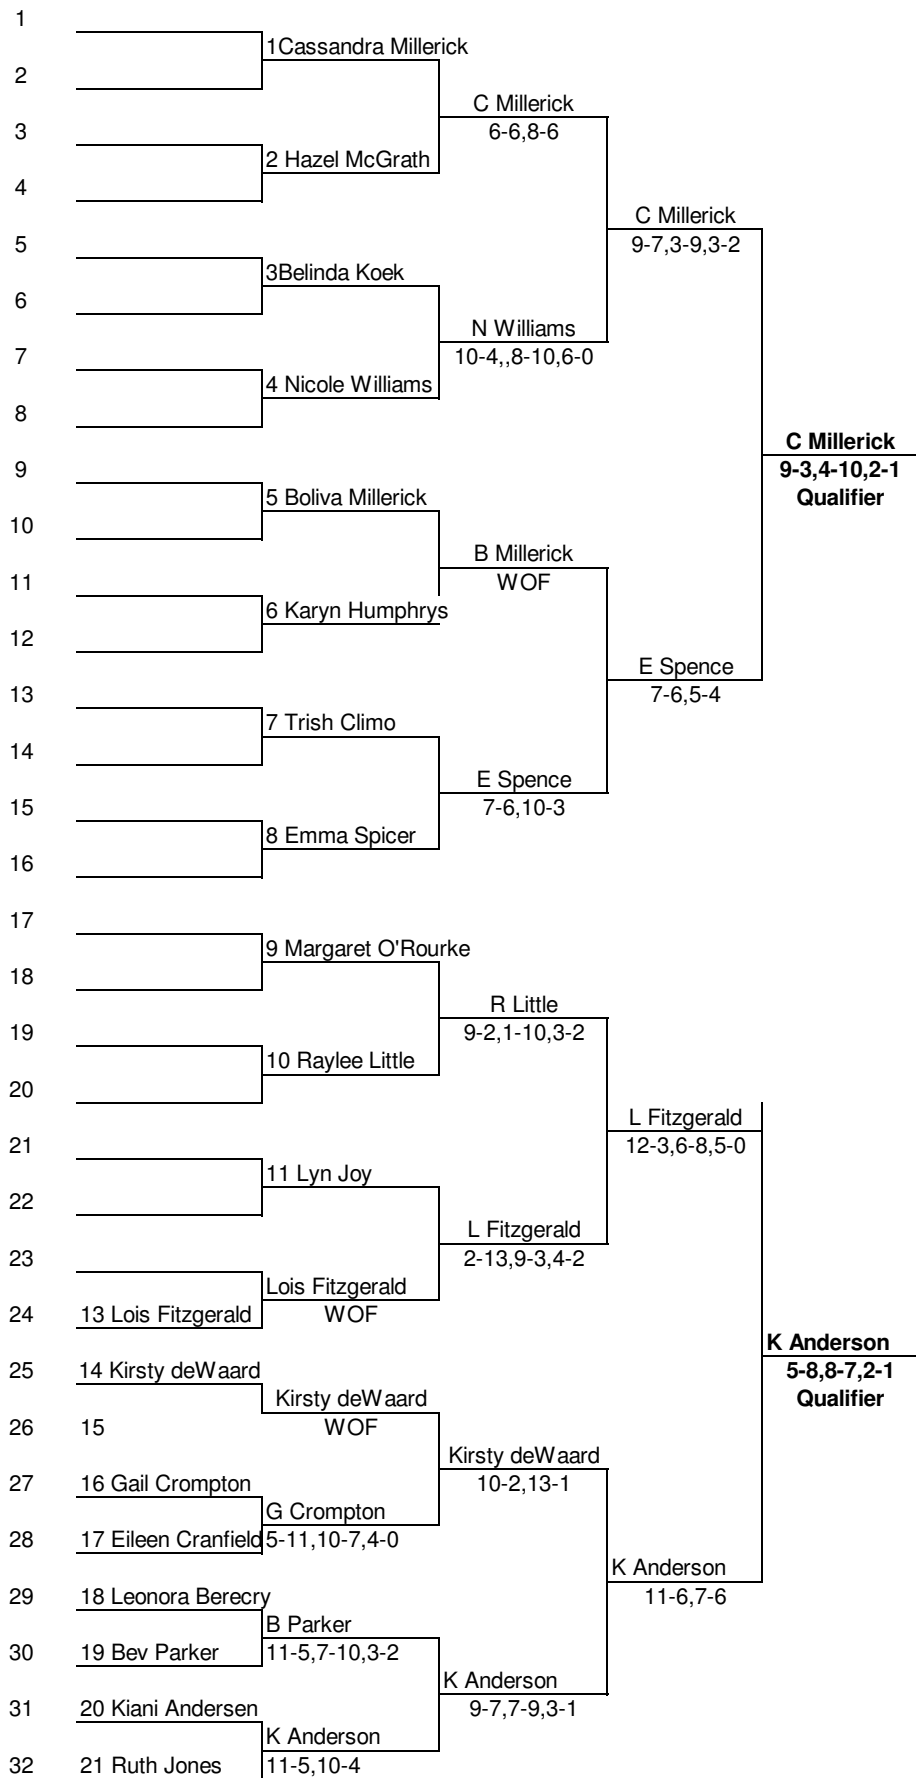 1
1Cassandra Millerick
2
C Millerick
3
6-6,8-6
2 Hazel McGrath
4
C Millerick
5
9-7,3-9,3-2
3Belinda Koek
6
N Williams
7
10-4,,8-10,6-0
4 Nicole Williams
8
C Millerick
9
9-3,4-10,2-1
5 Boliva Millerick
Qualifier
10
B Millerick
11
WOF
6 Karyn Humphrys
12
E Spence
13
7-6,5-4
7 Trish Climo
14
E Spence
15
7-6,10-3
8 Emma Spicer
16
17
9 Margaret O'Rourke
18
R Little
19
9-2,1-10,3-2
10 Raylee Little
20
L Fitzgerald
21
12-3,6-8,5-0
11 Lyn Joy
22
L Fitzgerald
23
2-13,9-3,4-2
Lois Fitzgerald
24
13 Lois Fitzgerald
WOF
K Anderson
25
14 Kirsty deWaard
5-8,8-7,2-1
Kirsty deWaard
Qualifier
26
15
WOF
Kirsty deWaard
27
16 Gail Crompton
10-2,13-1
G Crompton
28
17 Eileen Cranfield
5-11,10-7,4-0
K Anderson
29
18 Leonora Berecry
11-6,7-6
B Parker
30
19 Bev Parker
11-5,7-10,3-2
K Anderson
31
20 Kiani Andersen
9-7,7-9,3-1
K Anderson
32
21 Ruth Jones
11-5,10-4